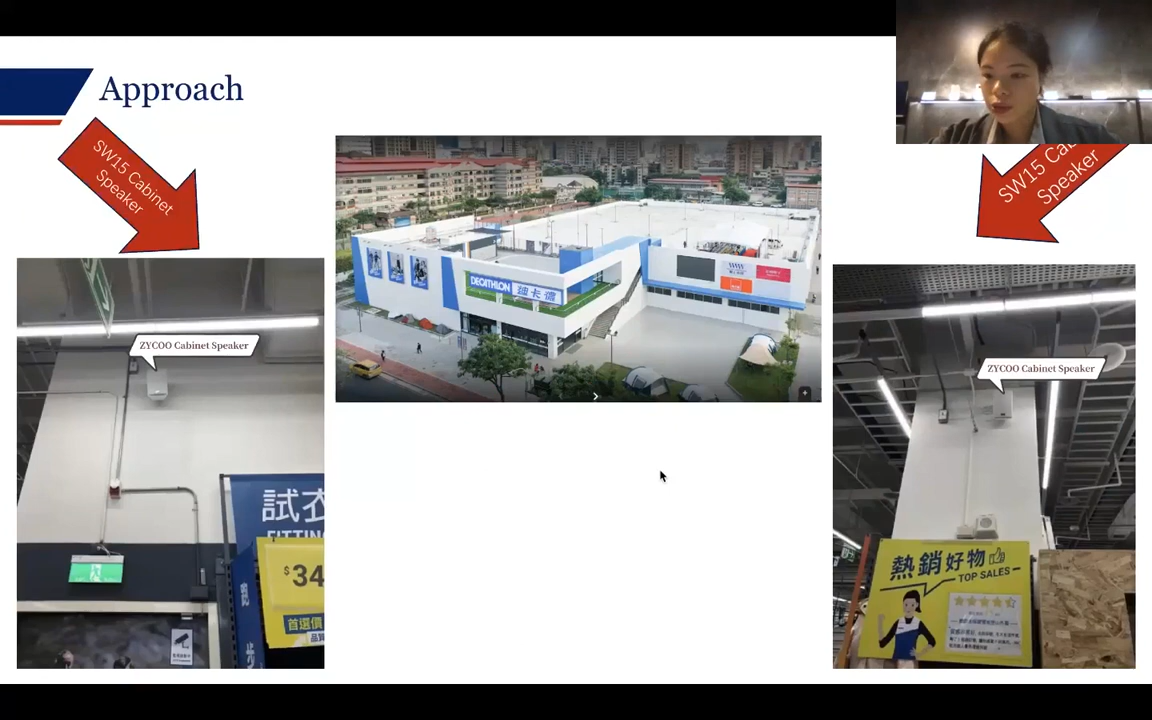 Approach
SW15 Cabinet
Speaker
SW15 Ca
Speaker
DECATHLON 迪卡儂
ZYCOO Cabinet Speaker
ZYCOO Cabinet Speaker
試衣
FITTIN
$34
首選價
熱銷好物
TOP SALES